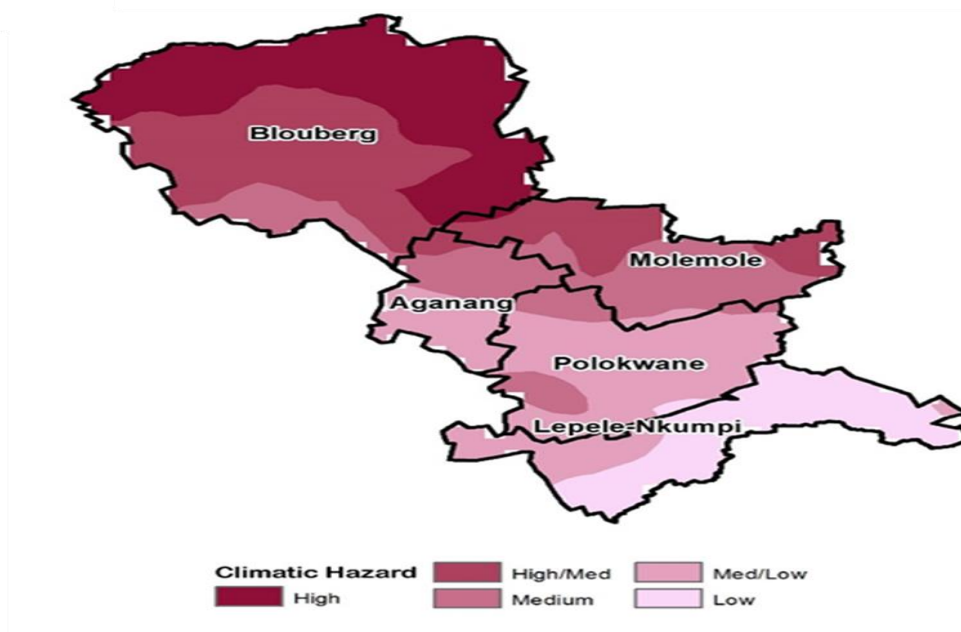 Blouberg
Molemole
Aganang
Polokwane
Lepele-Nkumpi
Climatic Hazard
High
High/Med
Medium
Med/Low
Low